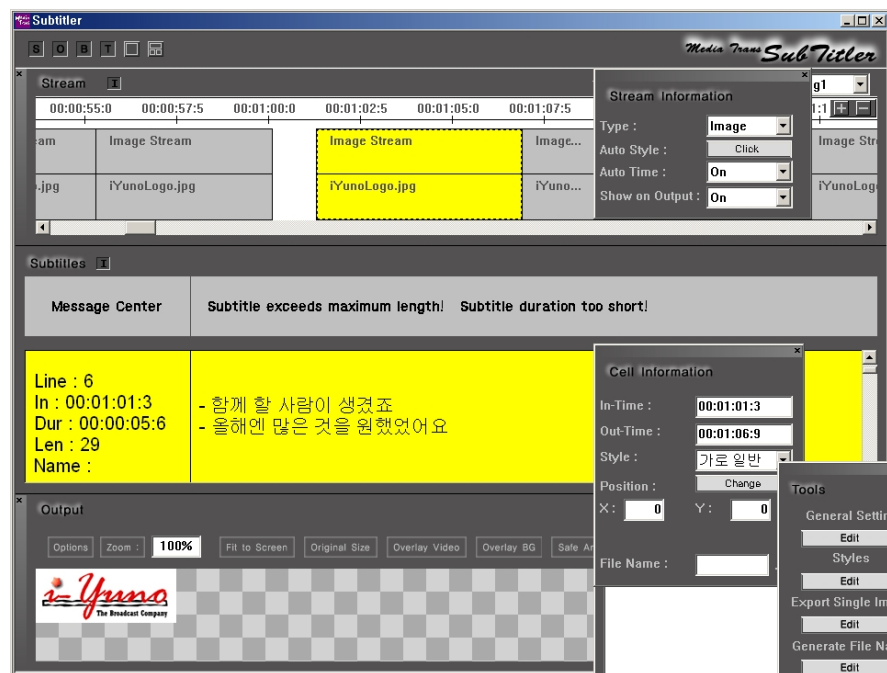 Subtitler
S O B T
Media Trans SubTitler
Stream I
g1
00:00:55:0 00:00:57:5 00:01:00:0 00:01:02:5 00:01:05:0 00:01:07:5
1:1
am Image Stream Image Stream Image... Image Str
.jpg iYunoLogo.jpg iYunoLogo.jpg iYuno... iYunoLog
Stream Information
Type : Image
Auto Style : Click
Auto Time : On
Show on Output : On
Subtitles I
Message Center Subtitle exceeds maximum length! Subtitle duration too short!
Line : 6
In : 00:01:01:3
Dur : 00:00:05:6
Len : 29
Name :
- 함께 할 사람이 생겼죠
- 올해엔 많은 것을 원했었어요
Cell Information
In-Time : 00:01:01:3
Out-Time : 00:01:06:9
Style : 가로 일반
Position : Change
X : 0 Y : 0
File Name :
Output
Options Zoom : 100% Fit to Screen Original Size Overlay Video Overlay BG Safe Ar
i-Yuno
The Broadcast Company
Tools
General Settin
Edit
Styles
Edit
Export Single Im
Edit
Generate File Na
Edit